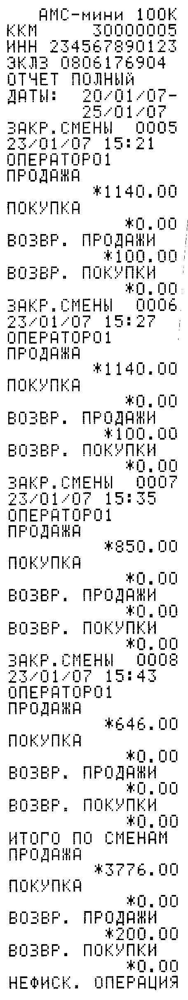 АМС-мини 100К
ККМ 30000005
ИНН 234567890123
ЭКЛЗ 0806176904
ОТЧЕТ ПОЛНЫЙ
ДАТЫ: 20/01/07-
25/01/07
ЗАКР.СМЕНЫ 0005
23/01/07 15:21
ОПЕРАТОР01
ПРОДАЖА
*1140.00
ПОКУПКА
*0.00
ВОЗВР. ПРОДАЖИ
*100.00
ВОЗВР. ПОКУПКИ
*0.00
ЗАКР.СМЕНЫ 0006
23/01/07 15:27
ОПЕРАТОР01
ПРОДАЖА
*1140.00
ПОКУПКА
*0.00
ВОЗВР. ПРОДАЖИ
*100.00
ВОЗВР. ПОКУПКИ
*0.00
ЗАКР.СМЕНЫ 0007
23/01/07 15:35
ОПЕРАТОР01
ПРОДАЖА
*850.00
ПОКУПКА
*0.00
ВОЗВР. ПРОДАЖИ
*0.00
ВОЗВР. ПОКУПКИ
*0.00
ЗАКР.СМЕНЫ 0008
23/01/07 15:43
ОПЕРАТОР01
ПРОДАЖА
*646.00
ПОКУПКА
*0.00
ВОЗВР. ПРОДАЖИ
*0.00
ВОЗВР. ПОКУПКИ
*0.00
ИТОГО ПО СМЕНАМ
ПРОДАЖА
*3776.00
ПОКУПКА
*0.00
ВОЗВР. ПРОДАЖИ
*200.00
ВОЗВР. ПОКУПКИ
*0.00
НЕФИСК. ОПЕРАЦИЯ